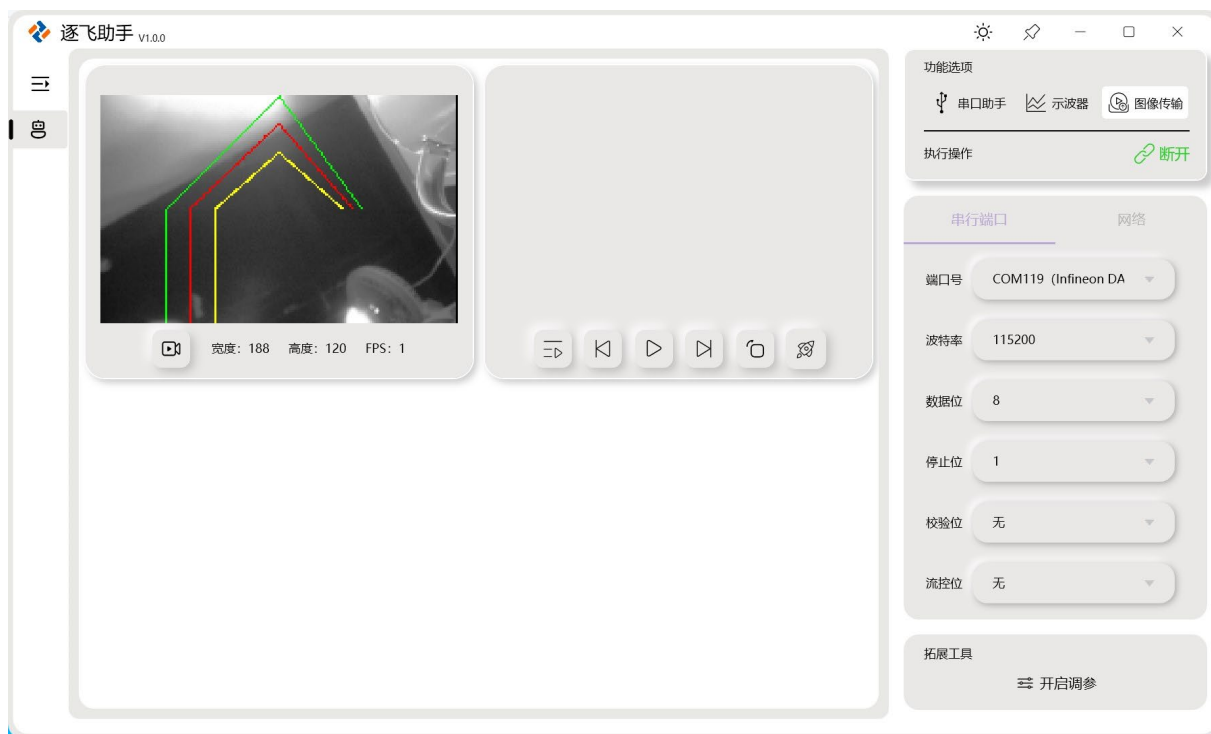 逐飞助手 V1.0.0
宽度：188 高度：120 FPS：1
功能选项
串口助手 示波器 图像传输
执行操作 断开
串行端口 网络
端口号 COM119（Infineon DA
波特率 115200
数据位 8
停止位 1
校验位 无
流控位 无
拓展工具
开启调参